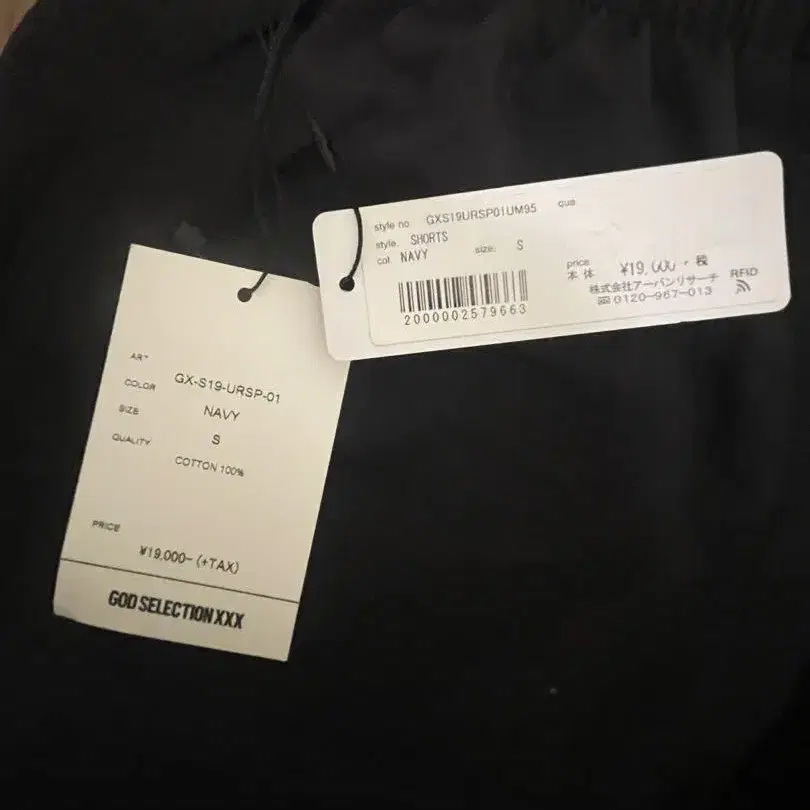 style no. GXS19URSP01UM95 qua.
style. SHORTS
col. NAVY size. S
2000002579663
price
本体 ¥19,000 + 税
株式会社アーバンリサーチ
0120-967-013
RFID
AR™
GX-S19-URSP-01
COLOR
NAVY
SIZE
S
QUALITY
COTTON 100%
PRICE
¥19,000- (+TAX)
GOD SELECTION XXX